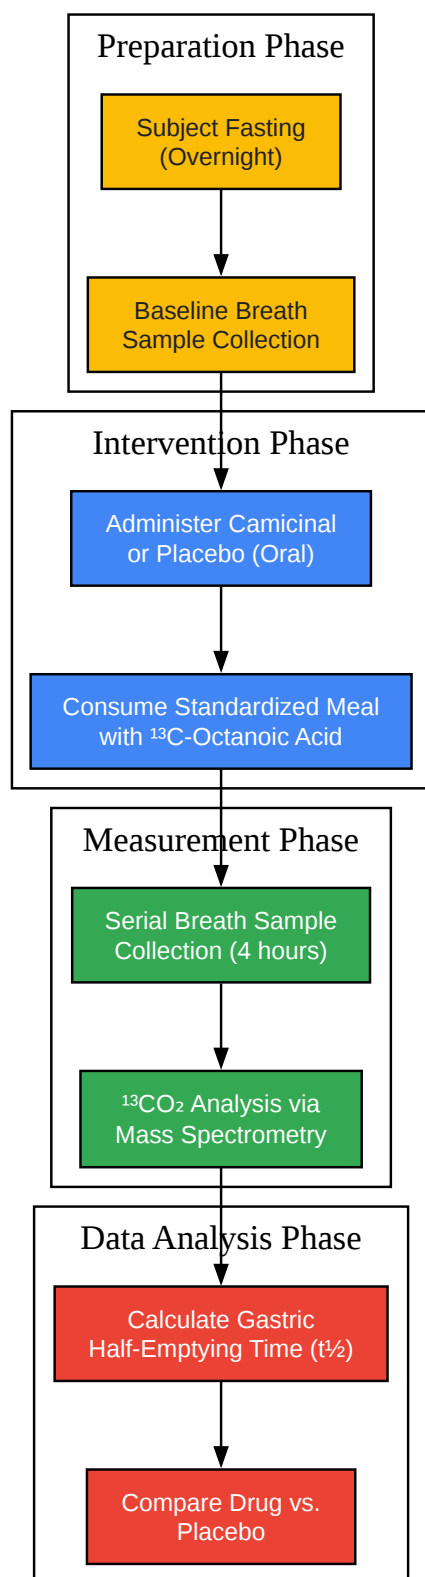 Preparation Phase
Subject Fasting
(Overnight)
Baseline Breath
Sample Collection
Intervention Phase
Administer Camicinal
or Placebo (Oral)
Consume Standardized Meal
with ¹³C-Octanoic Acid
Measurement Phase
Serial Breath Sample
Collection (4 hours)
¹³CO₂ Analysis via
Mass Spectrometry
Data Analysis Phase
Calculate Gastric
Half-Emptying Time (t½)
Compare Drug vs.
Placebo